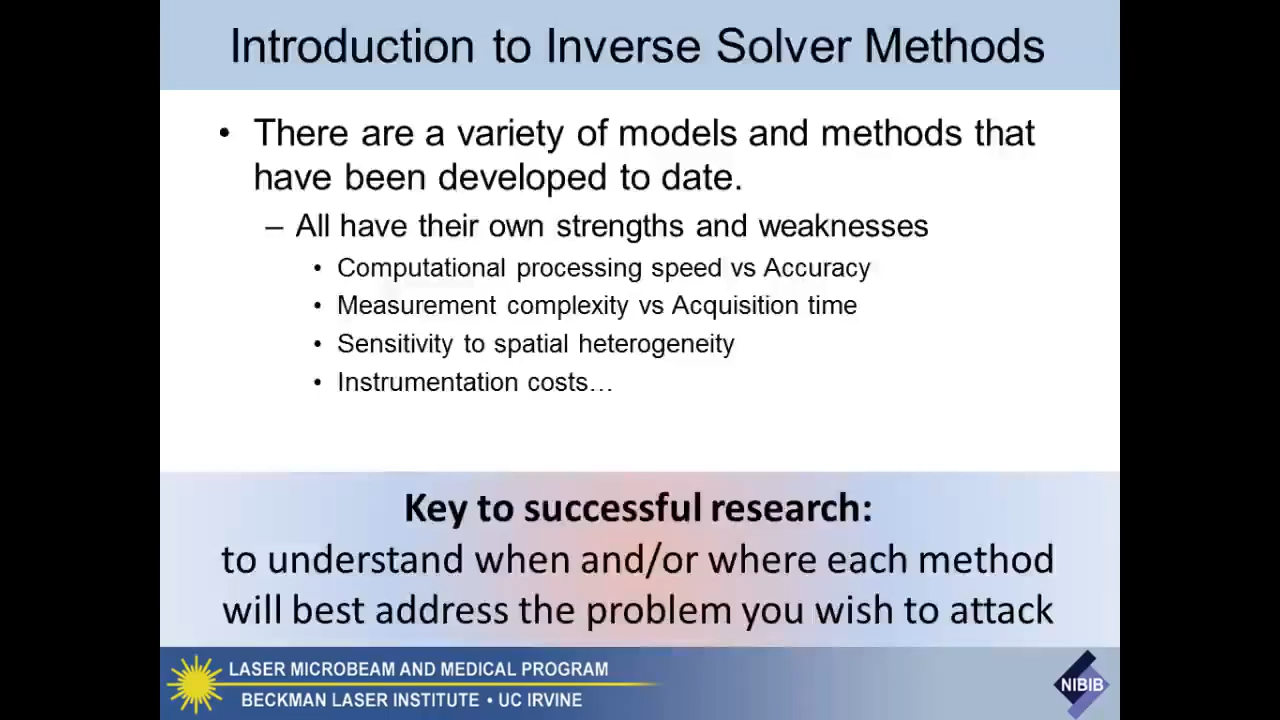 Introduction to Inverse Solver Methods
• There are a variety of models and methods that
have been developed to date.
– All have their own strengths and weaknesses
• Computational processing speed vs Accuracy
• Measurement complexity vs Acquisition time
• Sensitivity to spatial heterogeneity
• Instrumentation costs…
Key to successful research:
to understand when and/or where each method
will best address the problem you wish to attack
LASER MICROBEAM AND MEDICAL PROGRAM
BECKMAN LASER INSTITUTE • UC IRVINE
NIBIB